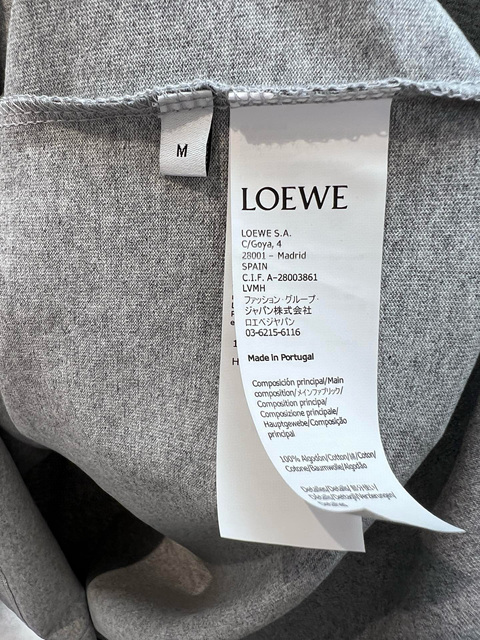 M
LOEWE
LOEWE S.A.
C/Goya, 4
28001 – Madrid
SPAIN
C.I.F. A-28003861
LVMH
ファッション・グループ・
ジャパン株式会社
ロエベジャパン
03-6215-6116
Made in Portugal
Composición principal/Main
composition/メインファブリック/
Composition principa/
Composizione principale/
Hauptgewebe/Composição
principal
100% Algodón/Cotton/綿/Coton/
Cotone/Baumwolle/Algodão